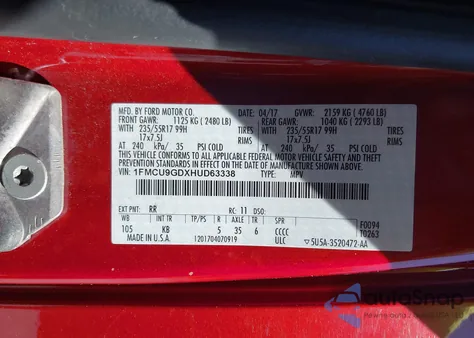 MFD. BY FORD MOTOR CO.
04/17 GVWR: 2159 KG (4760 LB)
FRONT GAWR: 1125 KG (2480 LB) REAR GAWR: 1040 KG (2293 LB)
WITH 235/55R17 99H WITH 235/55R17 99H
17x7.5J 17x7.5J
AT 240 kPa/ 35 PSI COLD AT 240 kPa/ 35 PSI COLD
THIS VEHICLE CONFORMS TO ALL APPLICABLE FEDERAL MOTOR
VEHICLE SAFETY AND THEFT PREVENTION STANDARDS IN EFFECT
ON THE DATE OF MANUFACTURE SHOWN ABOVE.
VIN: 1FMCU9GDXHUD63338 TYPE: MPV
EXT PNT: RR RC: 11 DSO:
WB INT TR TP/PS R AXLE TR SPR F0094
105 KB 5 35 6 CCCC T0263
MADE IN U.S.A. 1201704070919 ULC 5U5A-3520472-AA
AutoSnap